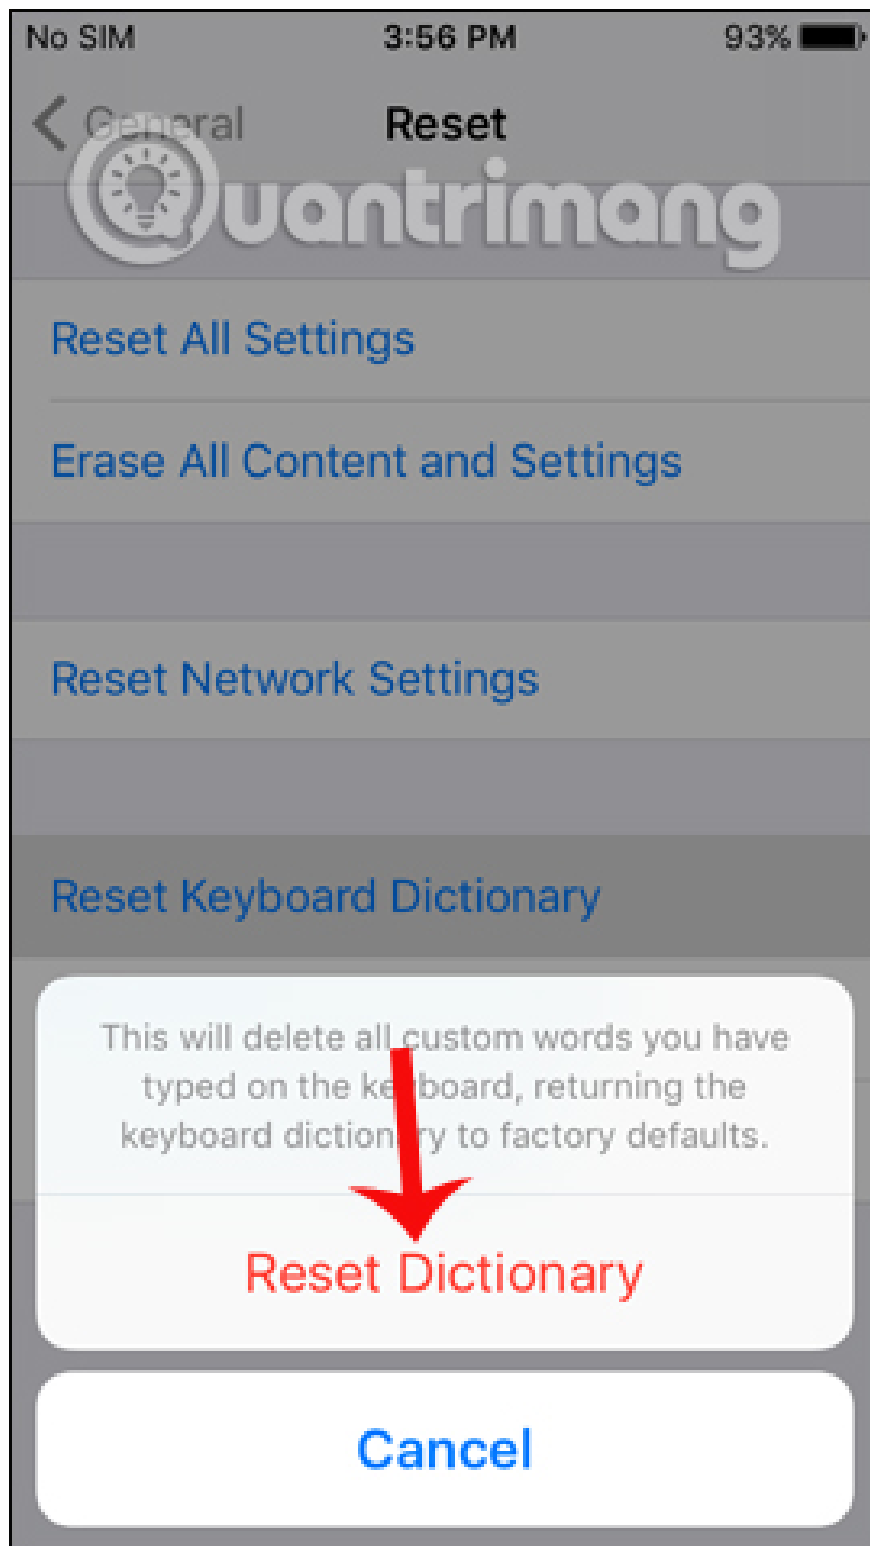 No SIM 3:56 PM 93%
General Reset
Quantrimang
Reset All Settings
Erase All Content and Settings
Reset Network Settings
Reset Keyboard Dictionary
This will delete all custom words you have
typed on the keyboard, returning the
keyboard dictionary to factory defaults.
Reset Dictionary
Cancel